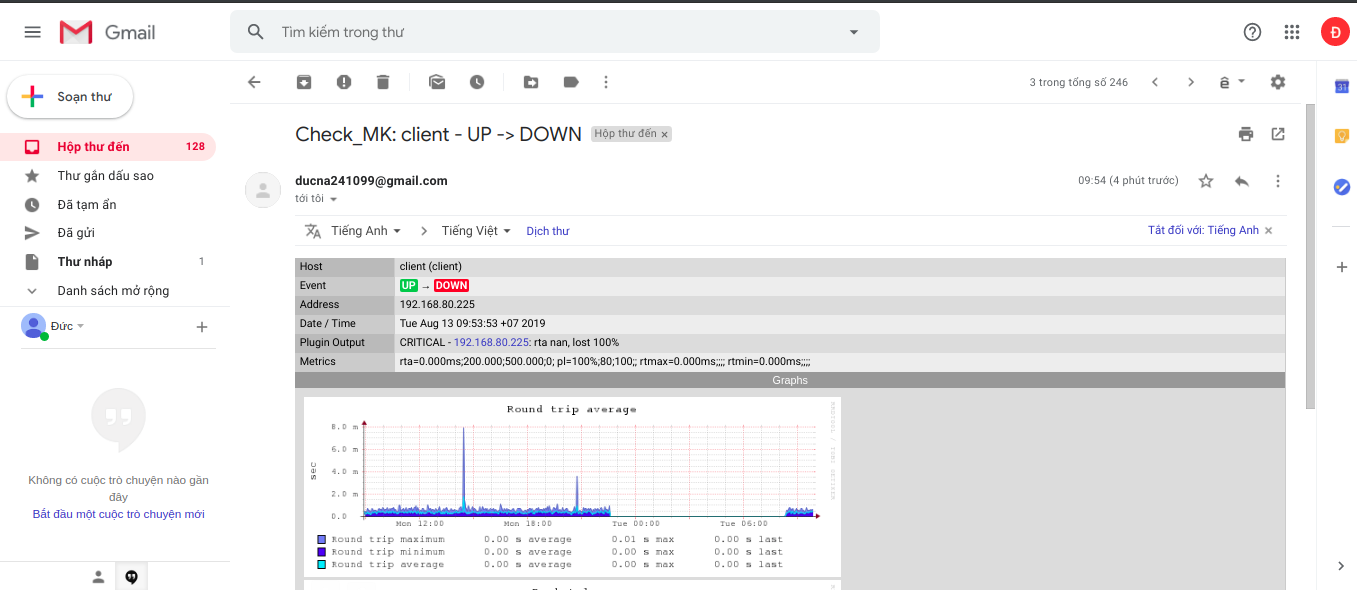 Gmail
Tìm kiếm trong thư
Đ
Soạn thư
3 trong tổng số 246
31
Hộp thư đến 128
Thư gắn dấu sao
Đã tạm ẩn
Đã gửi
Thư nháp 1
Danh sách mở rộng
Đức
Không có cuộc trò chuyện nào gần
đây
Bắt đầu một cuộc trò chuyện mới
Check_MK: client - UP -> DOWN Hộp thư đến x
ducna241099@gmail.com 09:54 (4 phút trước)
tới tôi
Tiếng Anh > Tiếng Việt Dịch thư Tắt đối với: Tiếng Anh x
Host client (client)
Event UP → DOWN
Address 192.168.80.225
Date / Time Tue Aug 13 09:53:53 +07 2019
Plugin Output CRITICAL - 192.168.80.225: rta nan, lost 100%
Metrics rta=0.000ms;200.000;500.000;0; pl=100%;80;100;; rtmax=0.000ms;;;; rtmin=0.000ms;;;;
Graphs
Round trip average
sec
8.0 m
6.0 m
4.0 m
2.0 m
0.0
Mon 12:00 Mon 18:00 Tue 00:00 Tue 06:00
Round trip maximum 0.00 s average 0.01 s max 0.00 s last
Round trip minimum 0.00 s average 0.00 s max 0.00 s last
Round trip average 0.00 s average 0.00 s max 0.00 s last